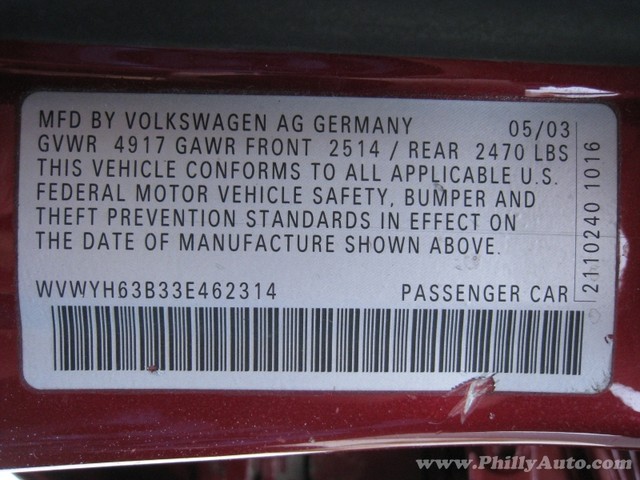 MFD BY VOLKSWAGEN AG GERMANY 05/03
GVWR 4917 GAWR FRONT 2514 / REAR 2470 LBS
THIS VEHICLE CONFORMS TO ALL APPLICABLE U.S.
FEDERAL MOTOR VEHICLE SAFETY, BUMPER AND
THEFT PREVENTION STANDARDS IN EFFECT ON
THE DATE OF MANUFACTURE SHOWN ABOVE.
WVWYH63B33E462314 PASSENGER CAR
2110240 1016
www.PhillyAuto.com